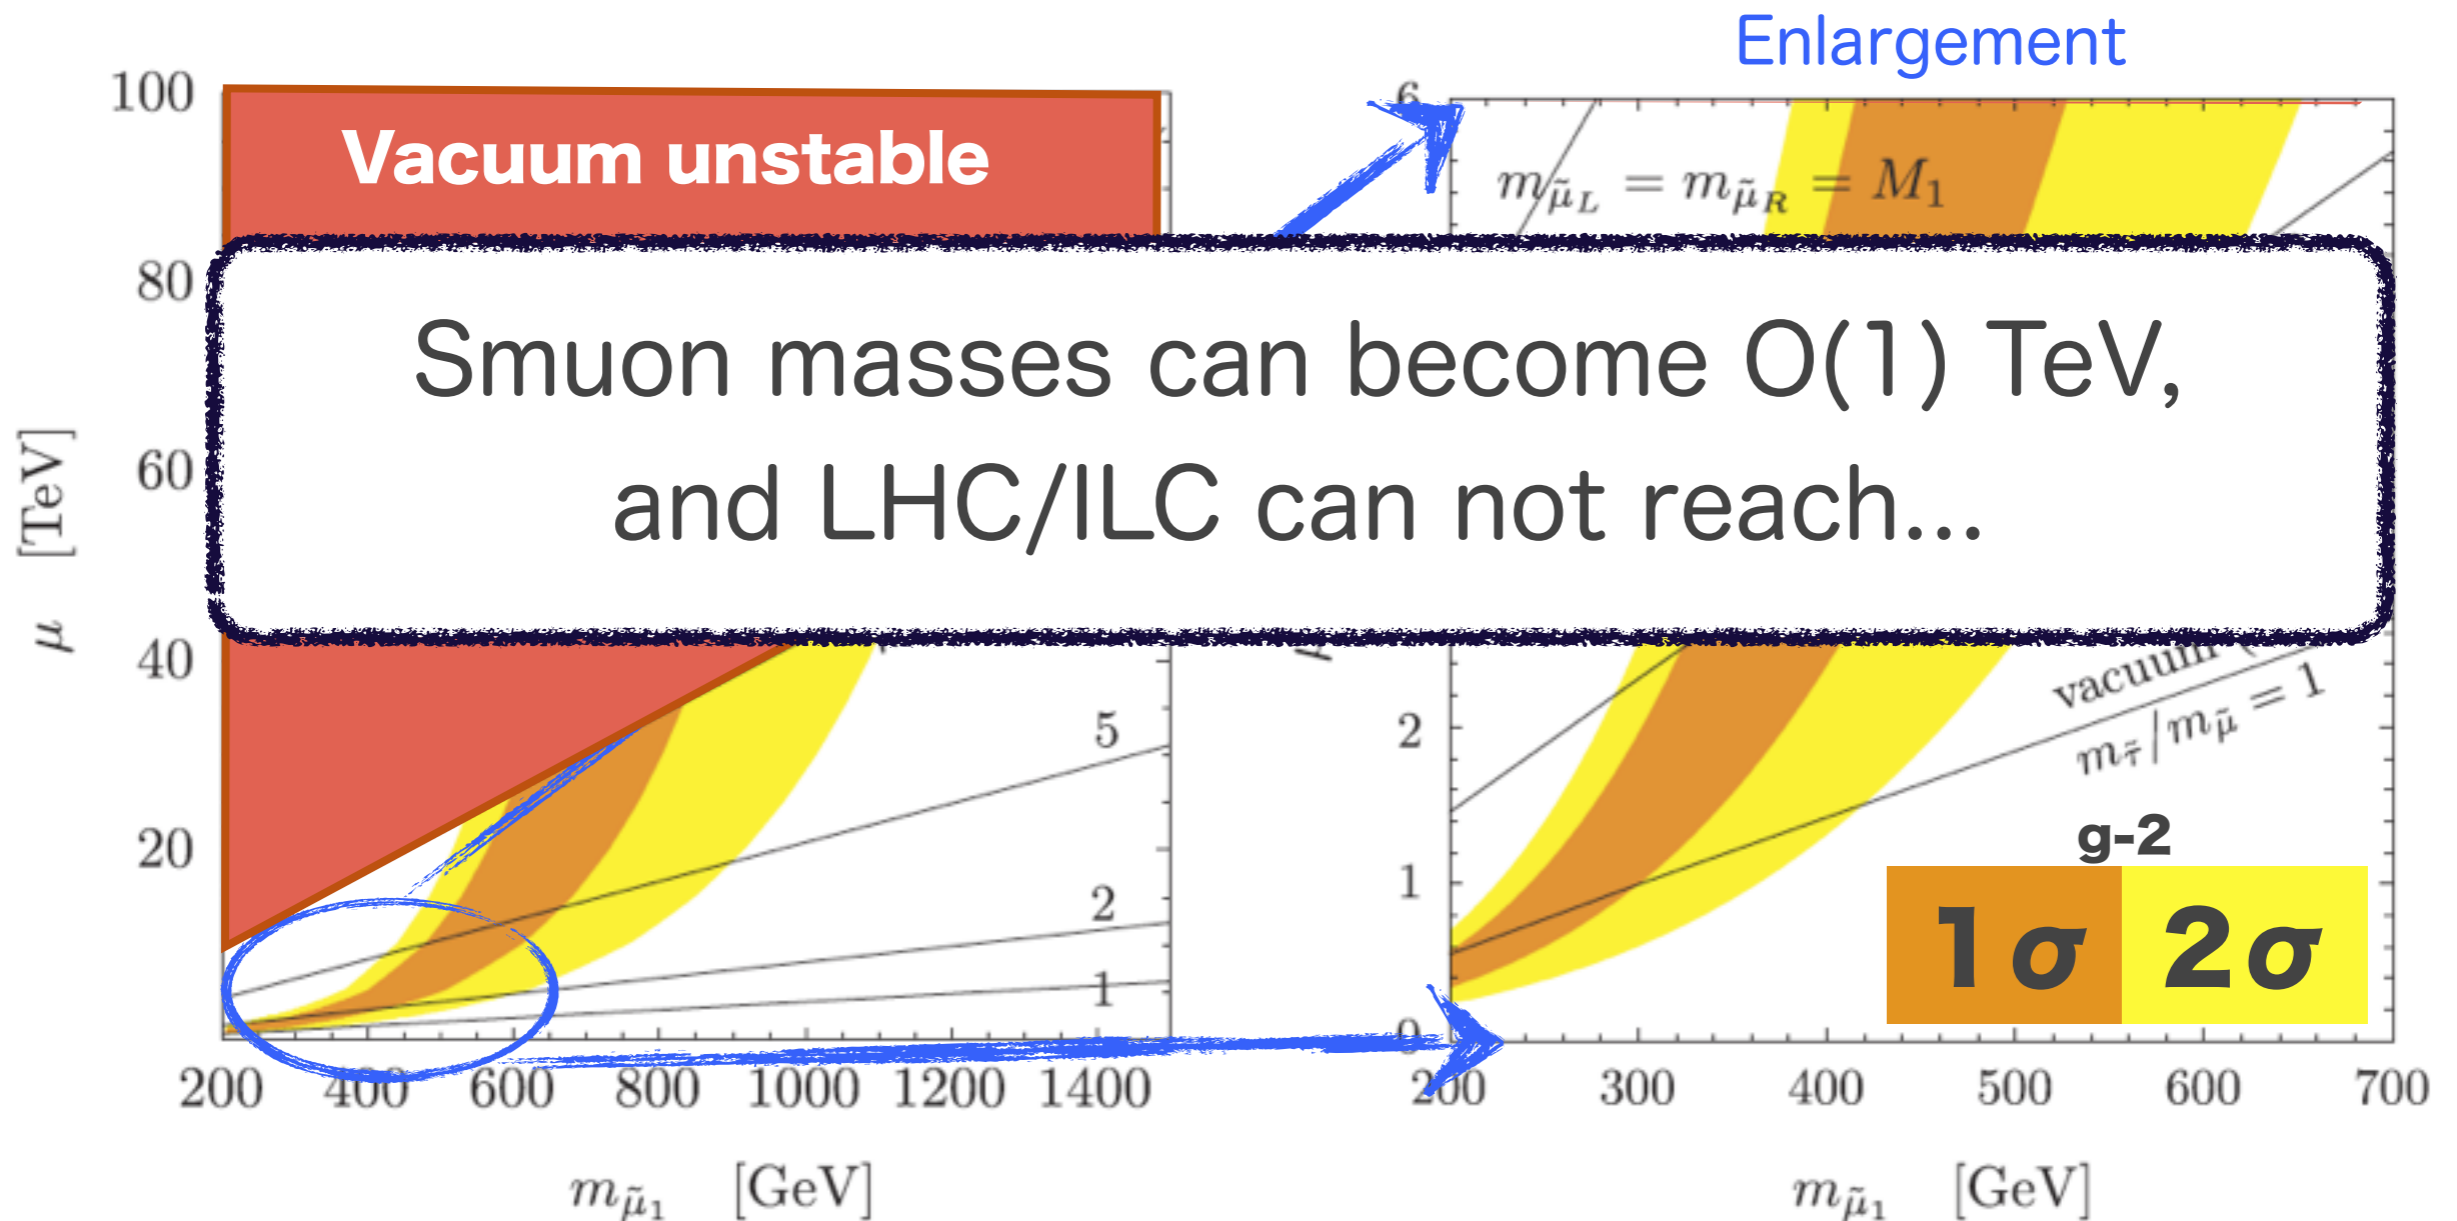 Enlargement
100
80
60
40
20
μ [TeV]
Vacuum unstable
5
2
1
200 400 600 800 1000 1200 1400
m_μ̃1 [GeV]
Smuon masses can become O(1) TeV,
and LHC/ILC can not reach...
6
2
1
0
m_μ̃L = m_μ̃R = M1
vacuum
m_τ̃/m_μ̃ = 1
g-2
1σ 2σ
200 300 400 500 600 700
m_μ̃1 [GeV]